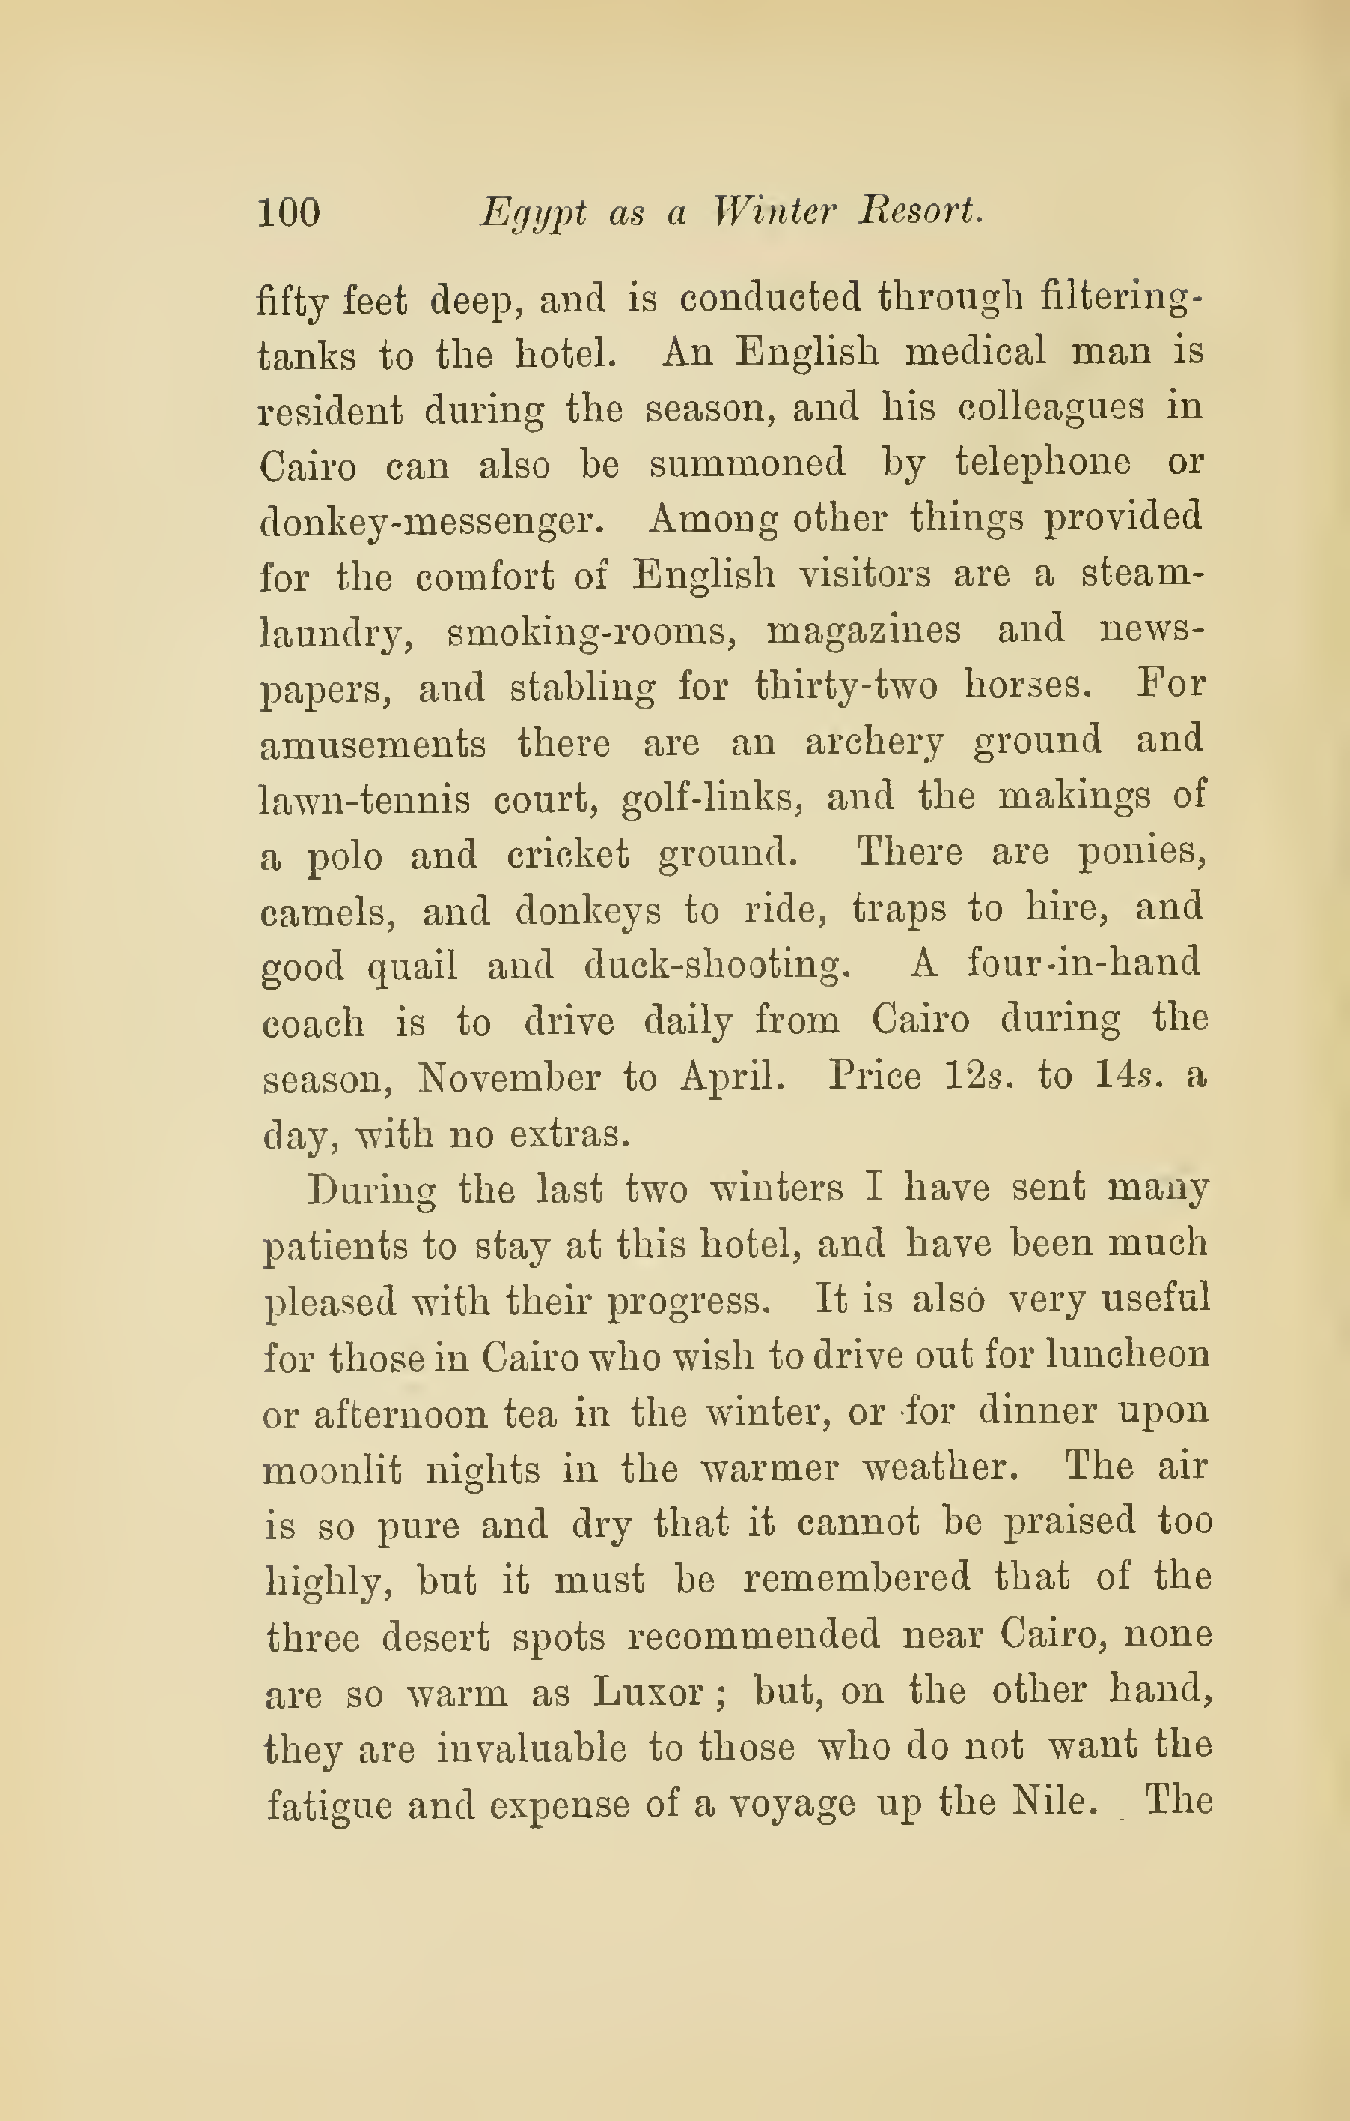 100 Egypt as a Winter Resort.
fifty feet deep, and is conducted through filtering-
tanks to the hotel. An English medical man is
resident during the season, and his colleagues in
Cairo can also be summoned by telephone or
donkey-messenger. Among other things provided
for the comfort of English visitors are a steam-
laundry, smoking-rooms, magazines and news-
papers, and stabling for thirty-two horses. For
amusements there are an archery ground and
lawn-tennis court, golf-links, and the makings of
a polo and cricket ground. There are ponies,
camels, and donkeys to ride, traps to hire, and
good quail and duck-shooting. A four-in-hand
coach is to drive daily from Cairo during the
season, November to April. Price 12s. to 14s. a
day, with no extras.
During the last two winters I have sent many
patients to stay at this hotel, and have been much
pleased with their progress. It is also very useful
for those in Cairo who wish to drive out for luncheon
or afternoon tea in the winter, or for dinner upon
moonlit nights in the warmer weather. The air
is so pure and dry that it cannot be praised too
highly, but it must be remembered that of the
three desert spots recommended near Cairo, none
are so warm as Luxor ; but, on the other hand,
they are invaluable to those who do not want the
fatigue and expense of a voyage up the Nile. The